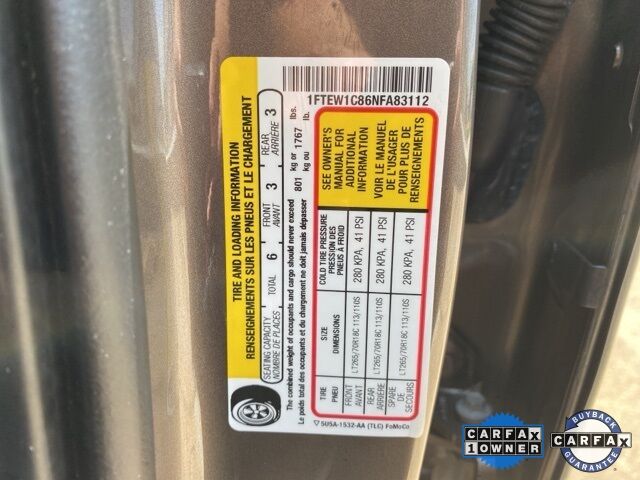 1FTEW1C86NFA83112
TIRE AND LOADING INFORMATION
RENSEIGNEMENTS SUR LES PNEUS ET LE CHARGEMENT
SEATING CAPACITY TOTAL 6 FRONT 3 REAR 3
NOMBRE DE PLACES AVANT ARRIÈRE
The combined weight of occupants and cargo should never exceed 801 kg or 1767 lbs.
Le poids total des occupants et du chargement ne doit jamais dépasser kg ou lb.
TIRE SIZE COLD TIRE PRESSURE SEE OWNER'S
PNEU DIMENSIONS PRESSION DES MANUAL FOR
PNEUS À FROID ADDITIONAL
INFORMATION
FRONT LT265/70R18C 113/110S 280 KPA, 41 PSI
AVANT
REAR LT265/70R18C 113/110S 280 KPA, 41 PSI VOIR LE MANUEL
ARRIÈRE DE L'USAGER
SPARE LT265/70R18C 113/110S 280 KPA, 41 PSI POUR PLUS DE
DE RENSEIGNEMENTS
SECOURS
5U5A-1532-AA (TLC) FoMoCo
CARFAX
1 OWNER
BUYBACK
CARFAX
GUARANTEE